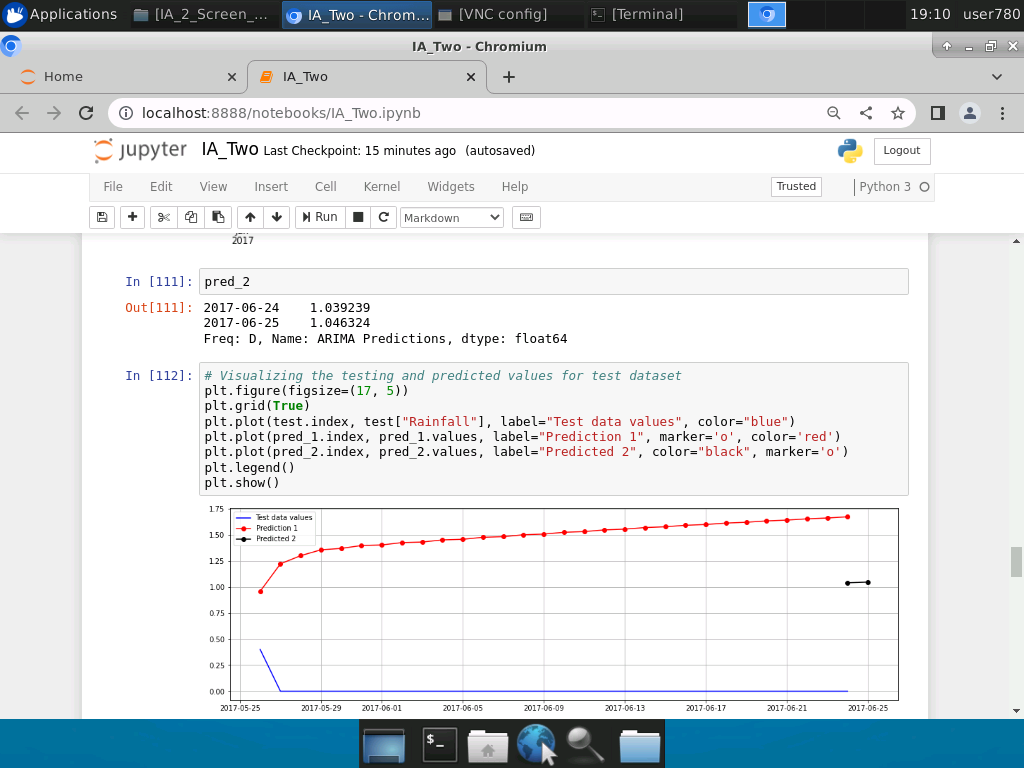 Applications [IA_2_Screen_... IA_Two - Chrom... [VNC config] [Terminal] 19:10 user780
IA_Two - Chromium
Home IA_Two
localhost:8888/notebooks/IA_Two.ipynb
jupyter IA_Two Last Checkpoint: 15 minutes ago (autosaved) Logout
File Edit View Insert Cell Kernel Widgets Help Trusted Python 3
Run Markdown
2017
In [111]: pred_2
Out[111]: 2017-06-24 1.039239
2017-06-25 1.046324
Freq: D, Name: ARIMA Predictions, dtype: float64
In [112]: # Visualizing the testing and predicted values for test dataset
plt.figure(figsize=(17, 5))
plt.grid(True)
plt.plot(test.index, test["Rainfall"], label="Test data values", color="blue")
plt.plot(pred_1.index, pred_1.values, label="Prediction 1", marker='o', color='red')
plt.plot(pred_2.index, pred_2.values, label="Predicted 2", color="black", marker='o')
plt.legend()
plt.show()
1.75
Test data values
Prediction 1
Predicted 2
1.50
1.25
1.00
0.75
0.50
0.25
0.00
2017-05-25 2017-05-29 2017-06-01 2017-06-05 2017-06-09 2017-06-13 2017-06-17 2017-06-21 2017-06-25
$_